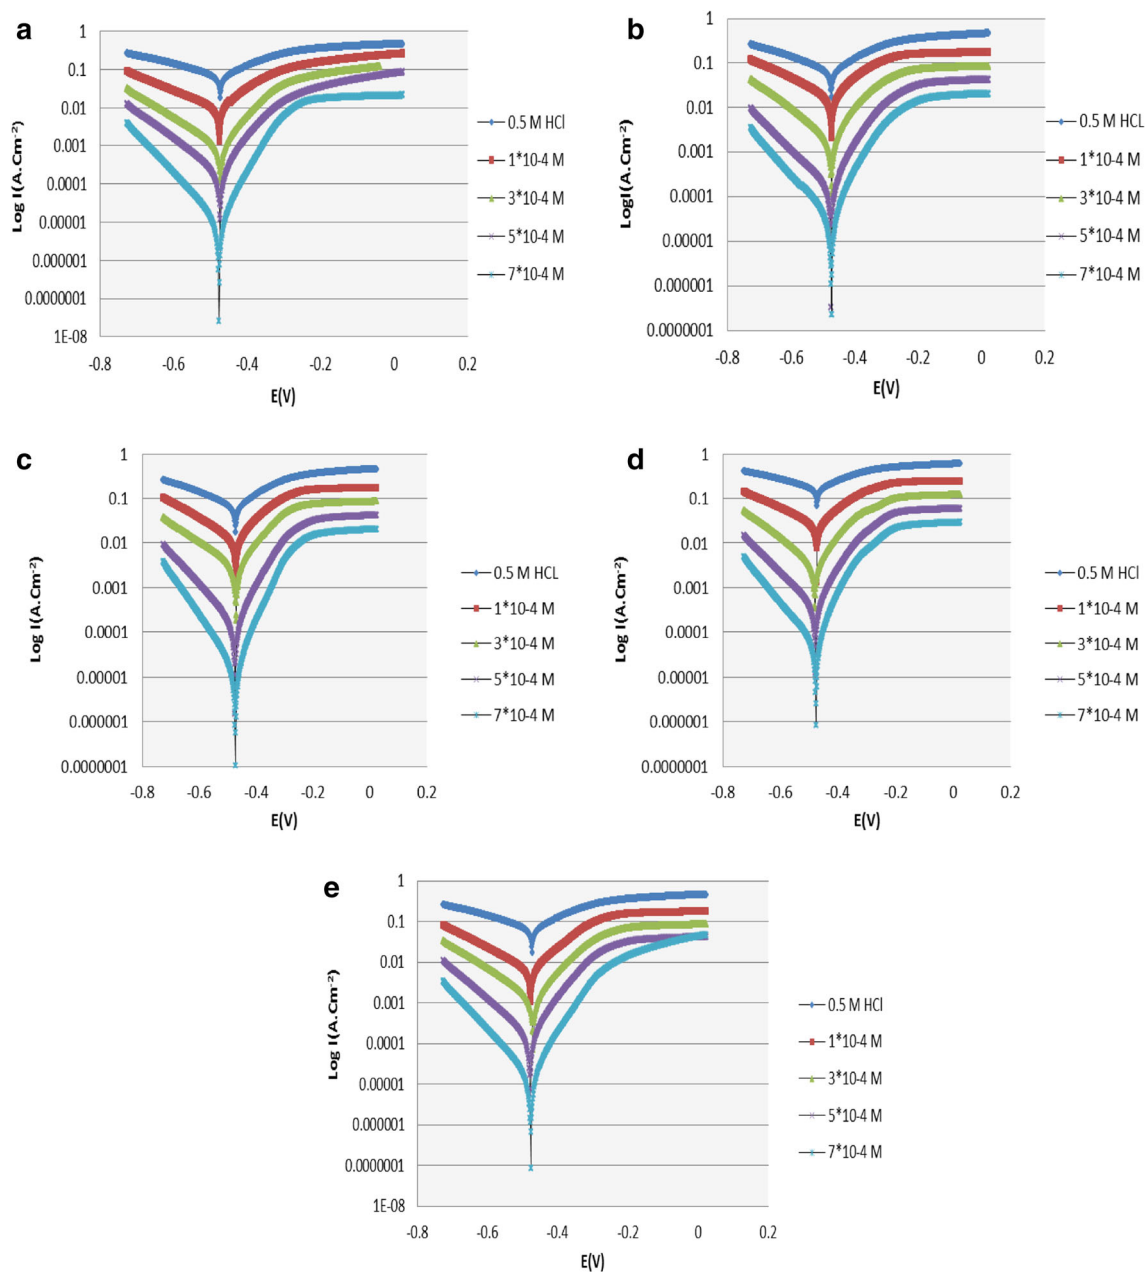 a
1
0.1
0.01
0.001
0.0001
0.00001
0.000001
0.0000001
1E-08
Log I(A.Cm-2)
-0.8 -0.6 -0.4 -0.2 0 0.2
E(V)
0.5 M HCl
1*10-4 M
3*10-4 M
5*10-4 M
7*10-4 M
b
1
0.1
0.01
0.001
0.0001
0.00001
0.000001
0.0000001
LogI(A.Cm-2)
-0.8 -0.6 -0.4 -0.2 0 0.2
E(V)
0.5 M HCL
1*10-4 M
3*10-4 M
5*10-4 M
7*10-4 M
c
1
0.1
0.01
0.001
0.0001
0.00001
0.000001
0.0000001
Log I(A.Cm-2)
-0.8 -0.6 -0.4 -0.2 0 0.2
E(V)
0.5 M HCL
1*10-4 M
3*10-4 M
5*10-4 M
7*10-4 M
d
1
0.1
0.01
0.001
0.0001
0.00001
0.000001
0.0000001
Log I(A.Cm-2)
-0.8 -0.6 -0.4 -0.2 0 0.2
E(V)
0.5 M HCL
1*10-4 M
3*10-4 M
5*10-4 M
7*10-4 M
e
1
0.1
0.01
0.001
0.0001
0.00001
0.000001
0.0000001
1E-08
Log I(A.Cm-2)
-0.8 -0.6 -0.4 -0.2 0 0.2
E(V)
0.5 M HCl
1*10-4 M
3*10-4 M
5*10-4 M
7*10-4 M